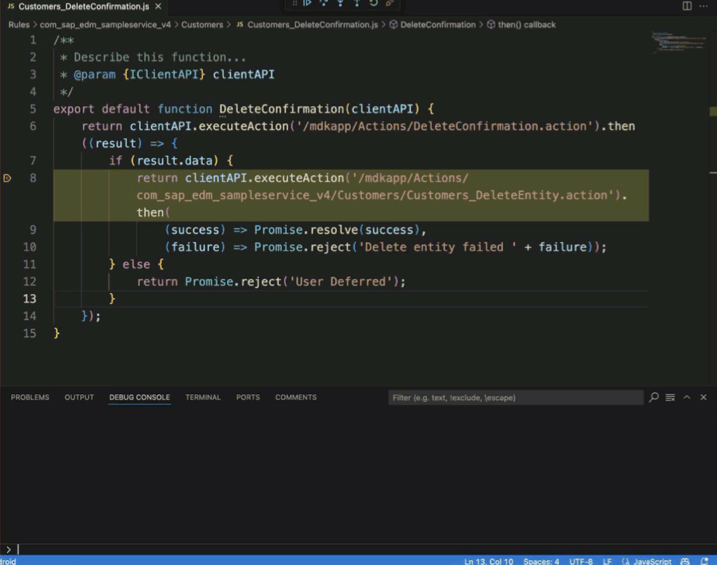 JS Customers_DeleteConfirmation.js
Rules > com_sap_edm_sampleservice_v4 > Customers > JS Customers_DeleteConfirmation.js > DeleteConfirmation > then() callback
1 /**
2 * Describe this function...
3 * @param {IClientAPI} clientAPI
4 */
5 export default function DeleteConfirmation(clientAPI) {
6 return clientAPI.executeAction('/mdkapp/Actions/DeleteConfirmation.action').then
((result) => {
7 if (result.data) {
8 return clientAPI.executeAction('/mdkapp/Actions/
com_sap_edm_sampleservice_v4/Customers/Customers_DeleteEntity.action').
then(
9 (success) => Promise.resolve(success),
10 (failure) => Promise.reject('Delete entity failed ' + failure));
11 } else {
12 return Promise.reject('User Deferred');
13 }
14 });
15 }
PROBLEMS OUTPUT DEBUG CONSOLE TERMINAL PORTS COMMENTS Filter (e.g. text, !exclude, \escape)
>
droid Ln 13, Col 10 Spaces: 4 UTF-8 LF JavaScript